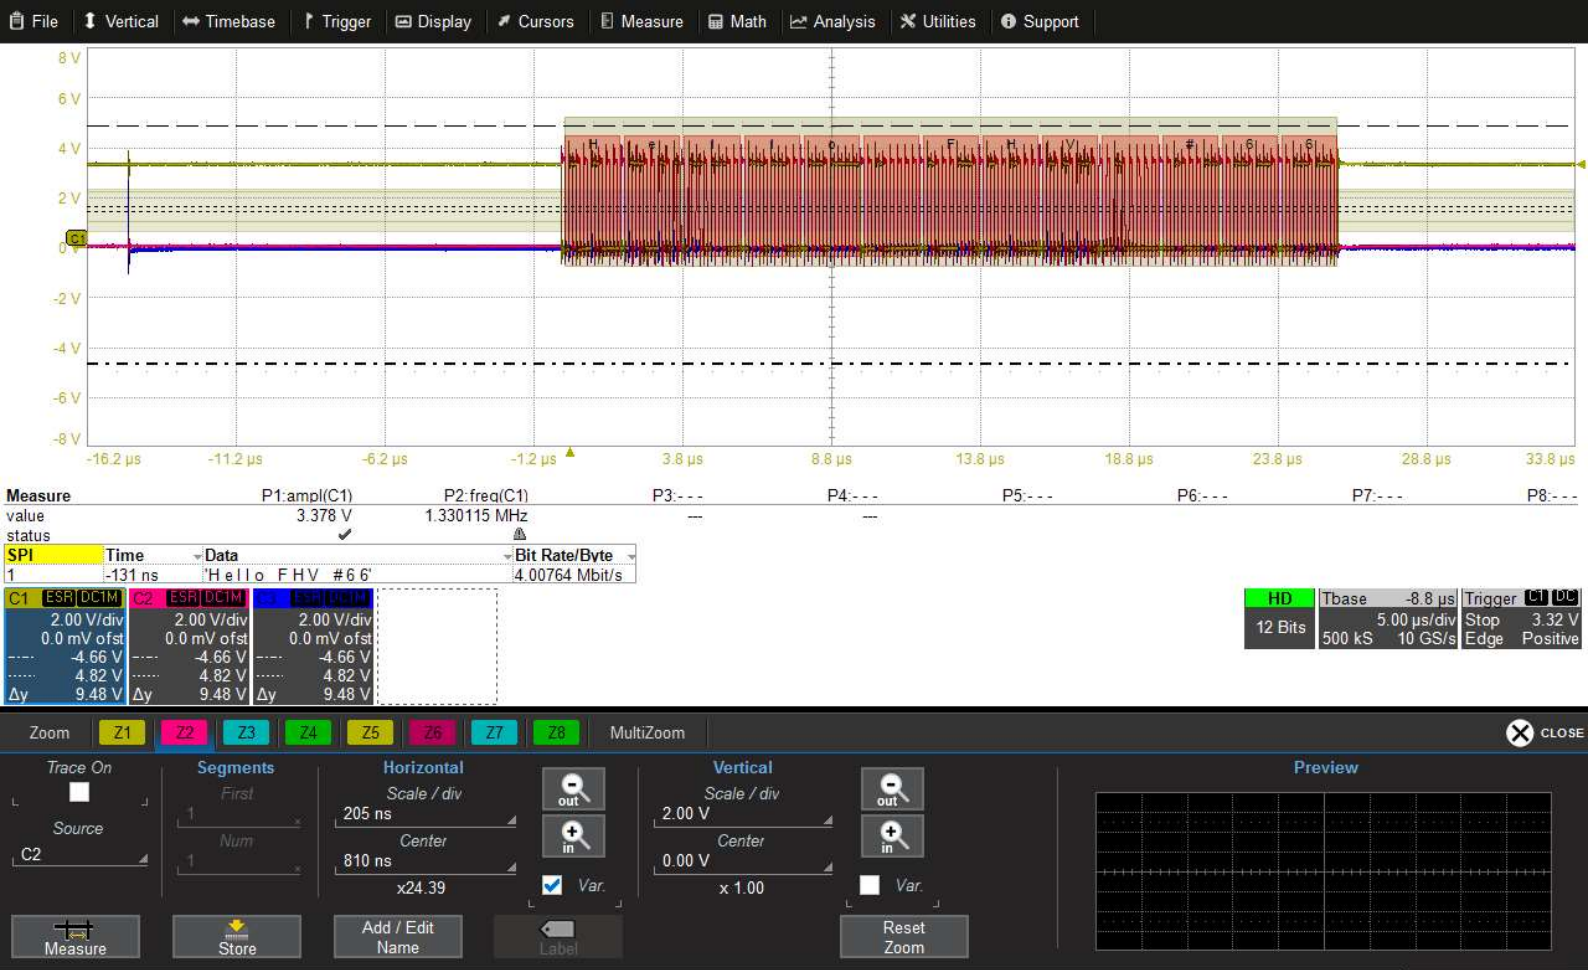 File Vertical Timebase Trigger Display Cursors Measure Math Analysis Utilities Support
8 V
6 V
4 V
2 V
0
-2 V
-4 V
-6 V
-8 V
C1
H e l l o F H V # 6 6
-16.2 µs -11.2 µs -6.2 µs -1.2 µs 3.8 µs 8.8 µs 13.8 µs 18.8 µs 23.8 µs 28.8 µs 33.8 µs
Measure P1:ampl(C1) P2:freq(C1) P3:- - - P4:- - - P5:- - - P6:- - - P7:- - - P8:- - -
value 3.378 V 1.330115 MHz --- ---
status
SPI Time Data Bit Rate/Byte
1 -131 ns 'H e l l o F H V # 6 6' 4.00764 Mbit/s
C1 ESR DC1M C2 ESR DC1M C3 ESR DC1M
2.00 V/div 2.00 V/div 2.00 V/div
0.0 mV ofst 0.0 mV ofst 0.0 mV ofst
-4.66 V -4.66 V -4.66 V
4.82 V 4.82 V 4.82 V
Δy 9.48 V Δy 9.48 V Δy 9.48 V
HD
12 Bits
Tbase -8.8 µs
5.00 µs/div
500 kS 10 GS/s
Trigger C1 DC
Stop 3.32 V
Edge Positive
Zoom Z1 Z2 Z3 Z4 Z5 Z6 Z7 Z8 MultiZoom CLOSE
Trace On
Source
C2
Segments
First
1
Num
1
Horizontal
Scale / div
205 ns
Center
810 ns
x24.39
out
in
Var.
Vertical
Scale / div
2.00 V
Center
0.00 V
x 1.00
out
in
Var.
Preview
Measure
Store
Add / Edit
Name
Label
Reset
Zoom